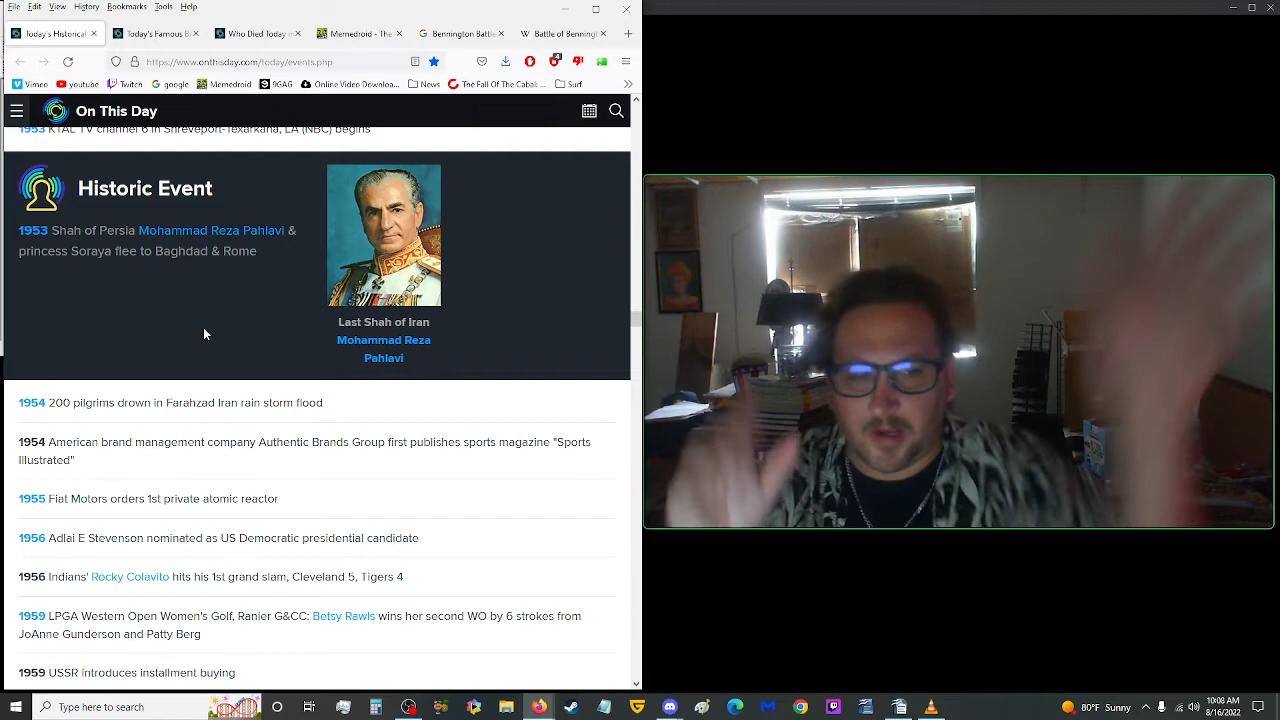 File Edit View History Bookmarks Tools Help
Today's Historical
Today's Famous Bi
Who Died Today in
Memedroid - The
Bennington Battle
Battle of Benningt
https://www.onthisday.com/today/events.php
Vimeo youtube Twitch google Memedroid 9GAG Online Video Downloa... News The Fall Of The Cabal:... Surf
On This Day
1953 KTAL TV channel 6 in Shreveport-Texarkana, LA (NBC) begins
Historic Event
1953 Shah of Persia Mohammad Reza Pahlavi &
princess Soraya flee to Baghdad & Rome
Last Shah of Iran
Mohammad Reza
Pahlavi
1954 200 pilgrims drown in Farahzad Iran rain storm flood
1954 American brand management company Authentic Brands Group first publishes sports magazine "Sports
Illustrated"
1955 Fiat Motors orders 1st private atomic reactor
1956 Adlai E Stevenson nominated as US Democratic presidential candidate
1956 Indians' Rocky Colavito hits his 1st grand slam, Cleveland 5, Tigers 4
1959 LPGA Western Open Women's Golf, Ranier G&CC: Betsy Rawls wins her second WO by 6 strokes from
JoAnne Gunderson and Patty Berg
1959 USSR introduces installment buying
Type here to search
80°F Sunny
10:08 AM
8/16/2022